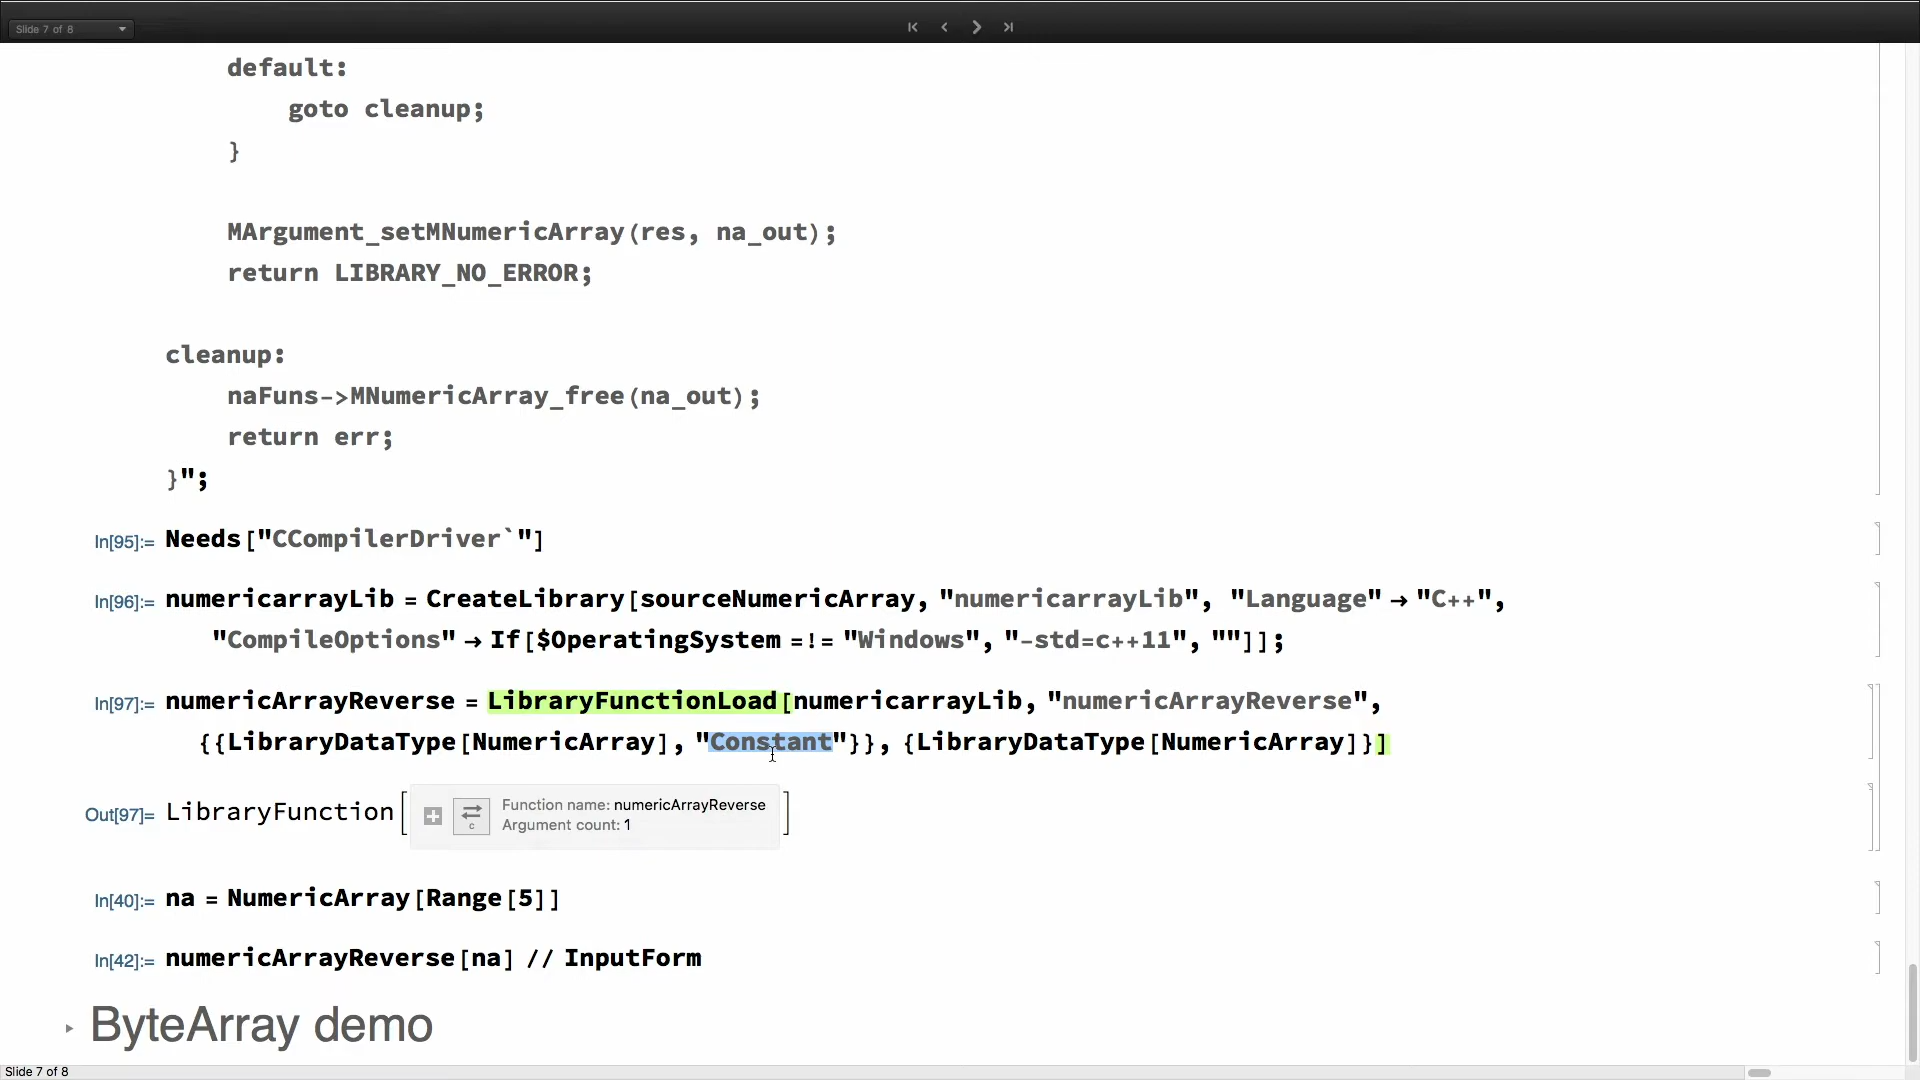 Slide 7 of 8
default:
goto cleanup;
}
MArgument_setMNumericArray(res, na_out);
return LIBRARY_NO_ERROR;
cleanup:
naFuns->MNumericArray_free(na_out);
return err;
}";
In[95]:= Needs["CCompilerDriver`"]
In[96]:= numericarrayLib = CreateLibrary[sourceNumericArray, "numericarrayLib", "Language" → "C++",
"CompileOptions" → If[$OperatingSystem =!= "Windows", "-std=c++11", ""]];
In[97]:= numericArrayReverse = LibraryFunctionLoad[numericarrayLib, "numericArrayReverse",
{{LibraryDataType[NumericArray], "Constant"}}, {LibraryDataType[NumericArray]}]
Out[97]= LibraryFunction[
c
Function name: numericArrayReverse
Argument count: 1
]
In[40]:= na = NumericArray[Range[5]]
In[42]:= numericArrayReverse[na] // InputForm
ByteArray demo
Slide 7 of 8